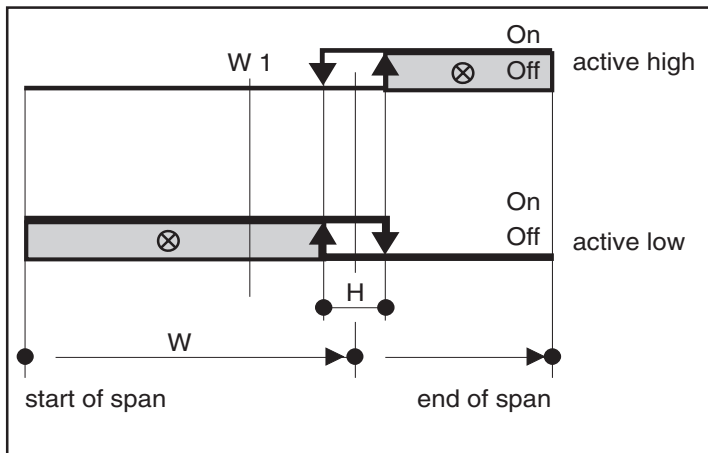 On
W 1
Off
active high
On
Off
active low
H
W
start of span
end of span